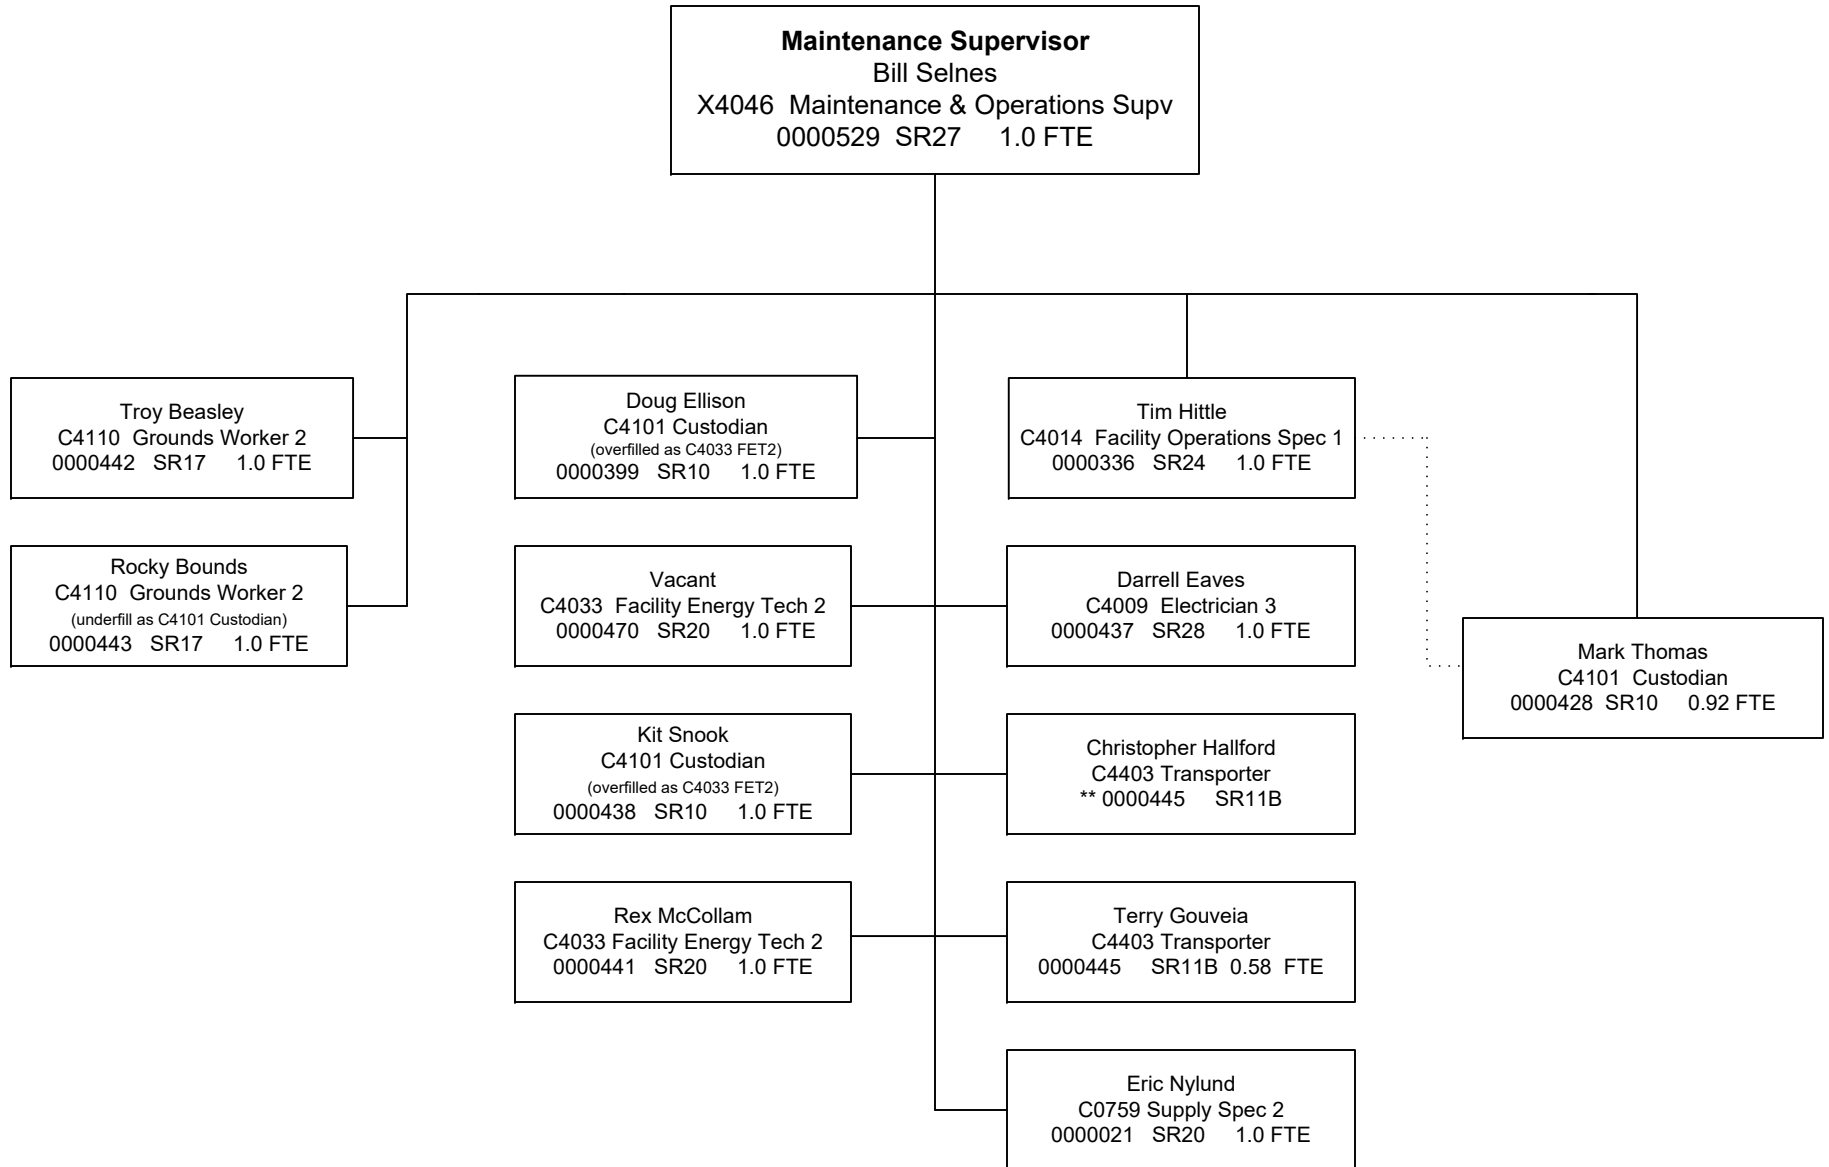 Maintenance Supervisor
Bill Selnes
X4046 Maintenance & Operations Supv
0000529 SR27 1.0 FTE
Troy Beasley
C4110 Grounds Worker 2
0000442 SR17 1.0 FTE
Rocky Bounds
C4110 Grounds Worker 2
(underfill as C4101 Custodian)
0000443 SR17 1.0 FTE
Doug Ellison
C4101 Custodian
(overfilled as C4033 FET2)
0000399 SR10 1.0 FTE
Vacant
C4033 Facility Energy Tech 2
0000470 SR20 1.0 FTE
Kit Snook
C4101 Custodian
(overfilled as C4033 FET2)
0000438 SR10 1.0 FTE
Rex McCollam
C4033 Facility Energy Tech 2
0000441 SR20 1.0 FTE
Tim Hittle
C4014 Facility Operations Spec 1
0000336 SR24 1.0 FTE
Darrell Eaves
C4009 Electrician 3
0000437 SR28 1.0 FTE
Christopher Hallford
C4403 Transporter
** 0000445 SR11B
Terry Gouveia
C4403 Transporter
0000445 SR11B 0.58 FTE
Eric Nylund
C0759 Supply Spec 2
0000021 SR20 1.0 FTE
Mark Thomas
C4101 Custodian
0000428 SR10 0.92 FTE